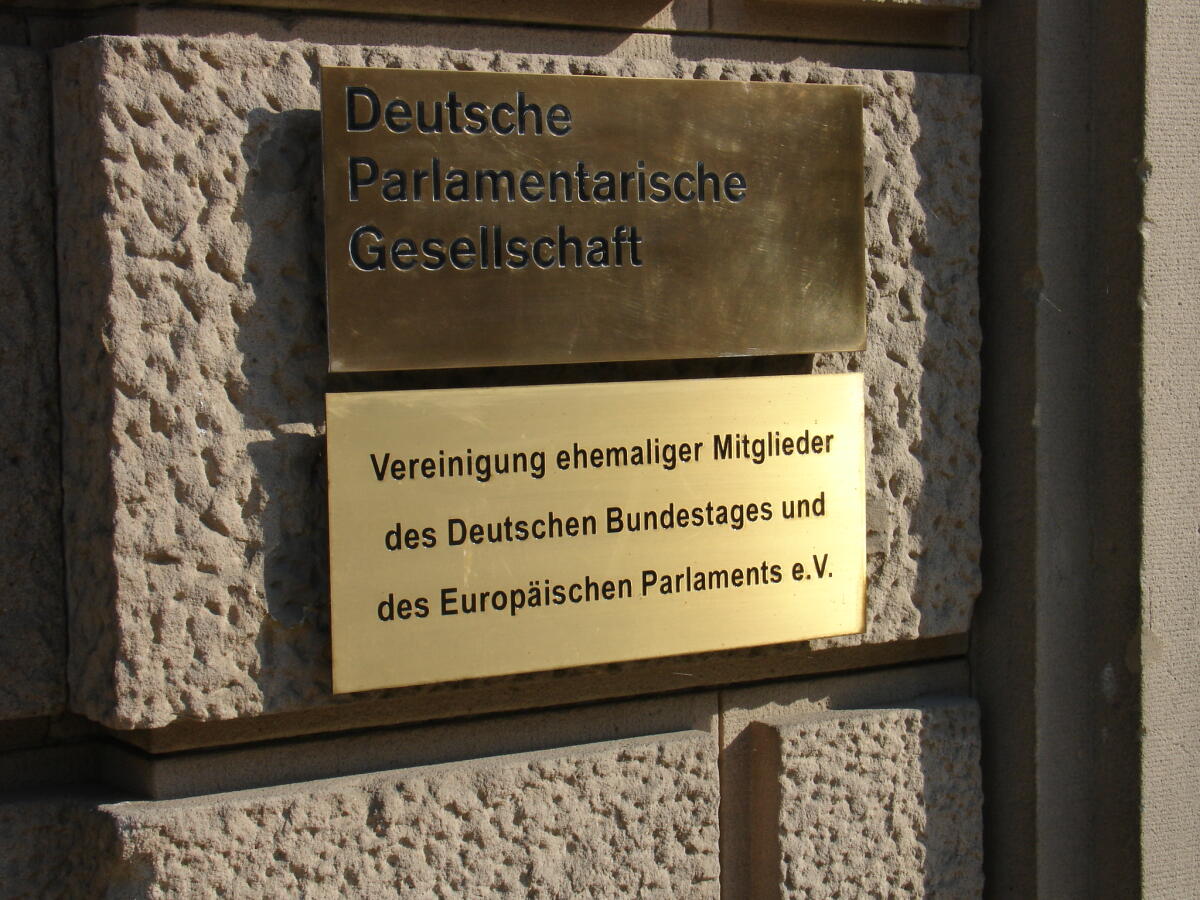 Deutsche
Parlamentarische
Gesellschaft
Vereinigung ehemaliger Mitglieder
des Deutschen Bundestages und
des Europäischen Parlaments e.V.